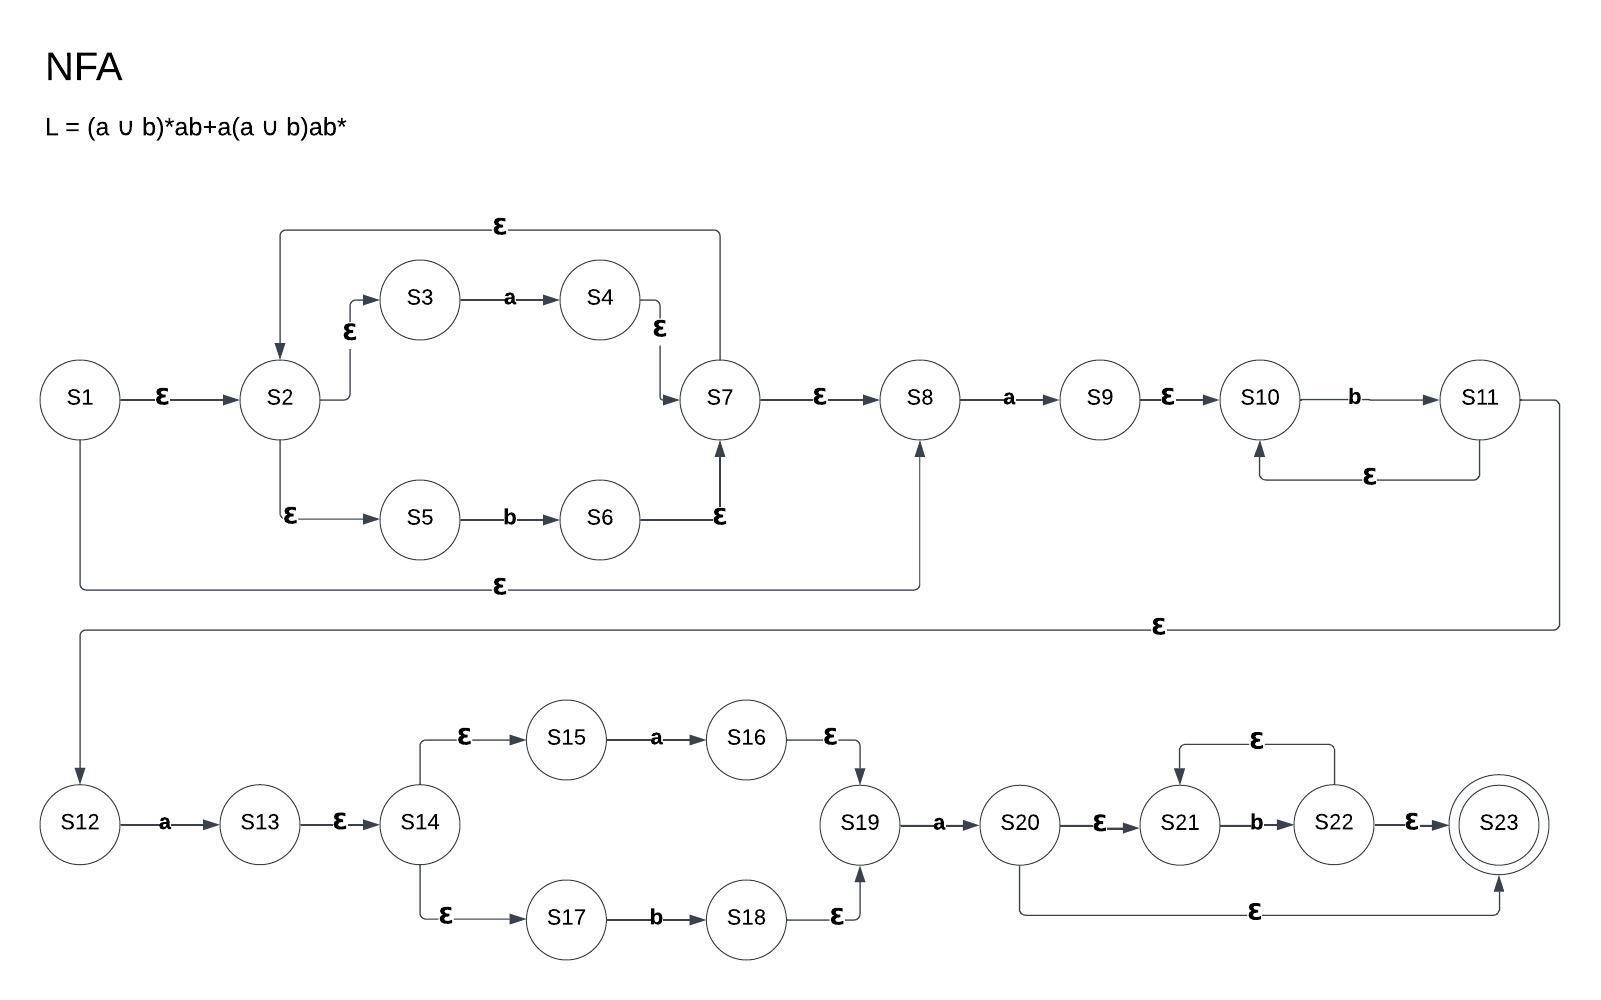 NFA
L = (a ∪ b)*ab+a(a ∪ b)ab*
ε
S3 a S4
ε ε
S1 ε S2 S7 ε S8 a S9 ε S10 b S11
ε
ε S5 b S6 ε
ε
ε
ε S15 a S16 ε ε
S12 a S13 ε S14 S19 a S20 ε S21 b S22 ε S23
ε S17 b S18 ε ε